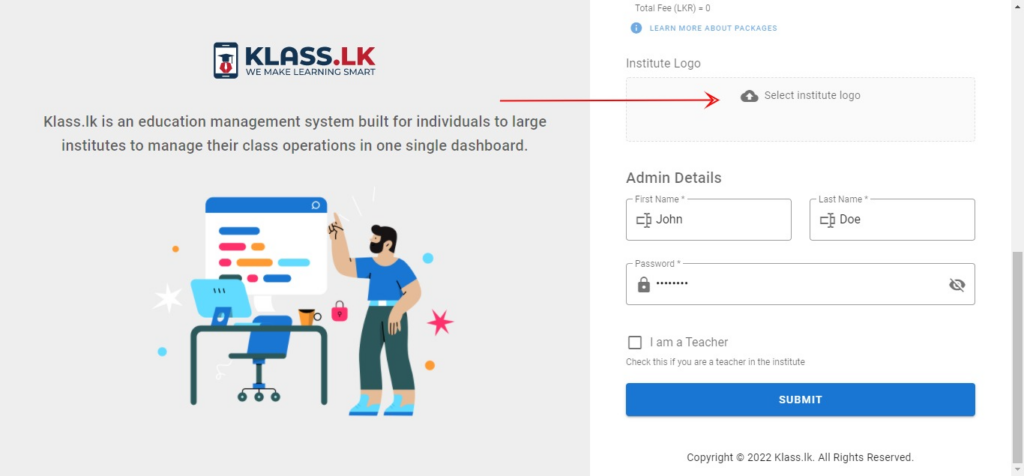 KLASS.LK
WE MAKE LEARNING SMART
Klass.lk is an education management system built for individuals to large
institutes to manage their class operations in one single dashboard.
Total Fee (LKR) = 0
LEARN MORE ABOUT PACKAGES
Institute Logo
Select institute logo
Admin Details
First Name *
John
Last Name *
Doe
Password *
••••••••
I am a Teacher
Check this if you are a teacher in the institute
SUBMIT
Copyright © 2022 Klass.lk. All Rights Reserved.